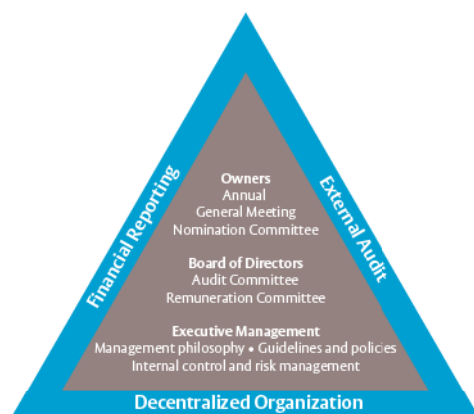 Financial Reporting
External Audit
Owners
Annual
General Meeting
Nomination Committee
Board of Directors
Audit Committee
Remuneration Committee
Executive Management
Management philosophy • Guidelines and policies
Internal control and risk management
Decentralized Organization